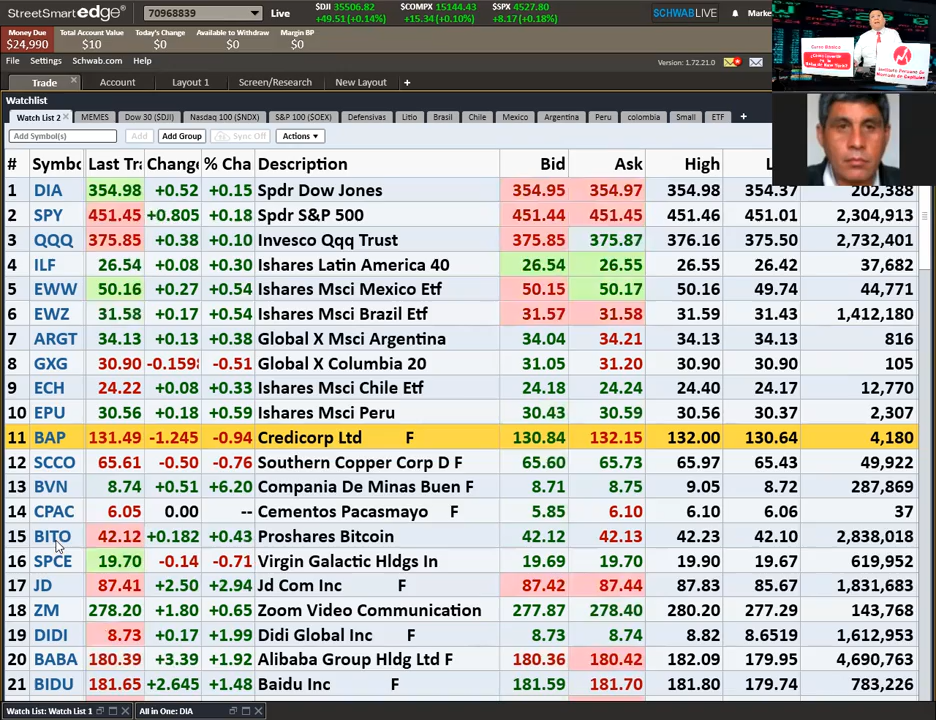 StreetSmart edge® 70968839 Live $DJI 35506.82 +49.51 (+0.14%) $COMPX 15144.43 +15.34 (+0.10%) $SPX 4527.80 +8.17 (+0.18%) SCHWABLIVE Marke
Money Due $24,990 Total Account Value $10 Today's Change $0 Available to Withdraw $0 Margin BP $0
File Settings Schwab.com Help Version: 1.72.21.0
Trade Account Layout 1 Screen/Research New Layout +
Watchlist
Watch List 2 MEMES Dow 30 ($DJI) Nasdaq 100 ($NDX) S&P 100 ($OEX) Defensivas Litio Brasil Chile Mexico Argentina Peru colombia Small ETF +
Add Symbol(s) Add Add Group Sync Off Actions
# Symbc Last Tra Change % Cha Description Bid Ask High L
1 DIA 354.98 +0.52 +0.15 Spdr Dow Jones 354.95 354.97 354.98 354.37 202,388
2 SPY 451.45 +0.805 +0.18 Spdr S&P 500 451.44 451.45 451.46 451.01 2,304,913
3 QQQ 375.85 +0.38 +0.10 Invesco Qqq Trust 375.85 375.87 376.16 375.50 2,732,401
4 ILF 26.54 +0.08 +0.30 Ishares Latin America 40 26.54 26.55 26.55 26.42 37,682
5 EWW 50.16 +0.27 +0.54 Ishares Msci Mexico Etf 50.15 50.17 50.16 49.74 44,771
6 EWZ 31.58 +0.17 +0.54 Ishares Msci Brazil Etf 31.57 31.58 31.59 31.43 1,412,180
7 ARGT 34.13 +0.13 +0.38 Global X Msci Argentina 34.04 34.21 34.13 34.13 816
8 GXG 30.90 -0.159 -0.51 Global X Columbia 20 31.05 31.20 30.90 30.90 105
9 ECH 24.22 +0.08 +0.33 Ishares Msci Chile Etf 24.18 24.24 24.40 24.17 12,770
10 EPU 30.56 +0.18 +0.59 Ishares Msci Peru 30.43 30.59 30.56 30.37 2,307
11 BAP 131.49 -1.245 -0.94 Credicorp Ltd F 130.84 132.15 132.00 130.64 4,180
12 SCCO 65.61 -0.50 -0.76 Southern Copper Corp D F 65.60 65.73 65.97 65.43 49,922
13 BVN 8.74 +0.51 +6.20 Compania De Minas Buen F 8.71 8.75 9.05 8.72 287,869
14 CPAC 6.05 0.00 -- Cementos Pacasmayo F 5.85 6.10 6.10 6.06 37
15 BITO 42.12 +0.182 +0.43 Proshares Bitcoin 42.12 42.13 42.23 42.10 2,838,018
16 SPCE 19.70 -0.14 -0.71 Virgin Galactic Hldgs In 19.69 19.70 19.90 19.67 619,952
17 JD 87.41 +2.50 +2.94 Jd Com Inc F 87.42 87.44 87.83 85.67 1,831,683
18 ZM 278.20 +1.80 +0.65 Zoom Video Communication 277.87 278.40 280.20 277.29 143,768
19 DIDI 8.73 +0.17 +1.99 Didi Global Inc F 8.73 8.74 8.82 8.6519 1,612,953
20 BABA 180.39 +3.39 +1.92 Alibaba Group Hldg Ltd F 180.36 180.42 182.09 179.95 4,690,763
21 BIDU 181.65 +2.645 +1.48 Baidu Inc F 181.59 181.70 181.80 179.74 783,226
Watch List: Watch List 1 All in One: DIA